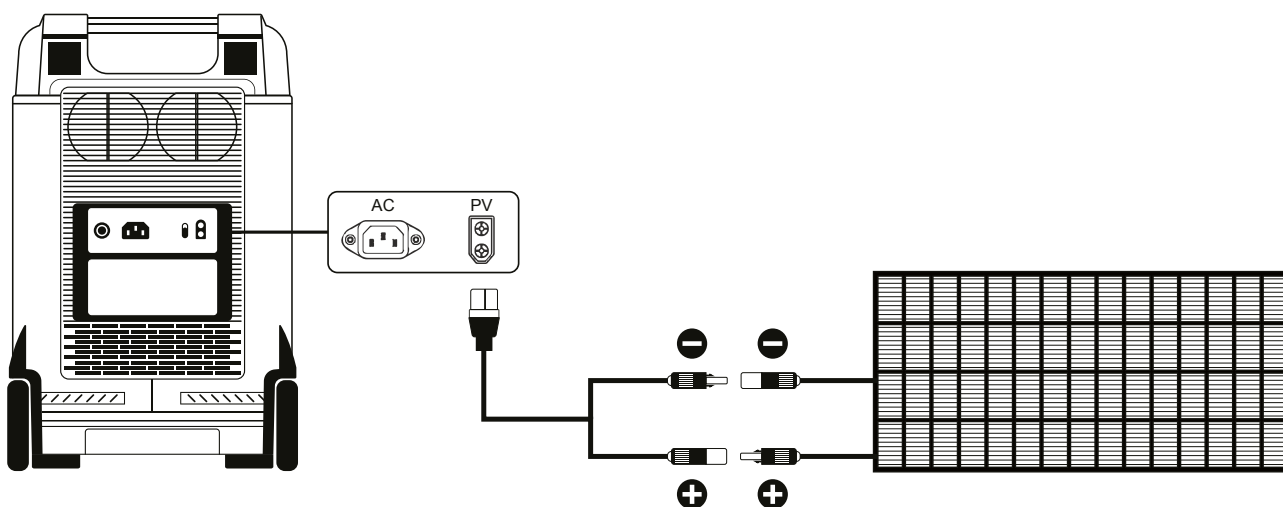 AC PV
− −
+ +